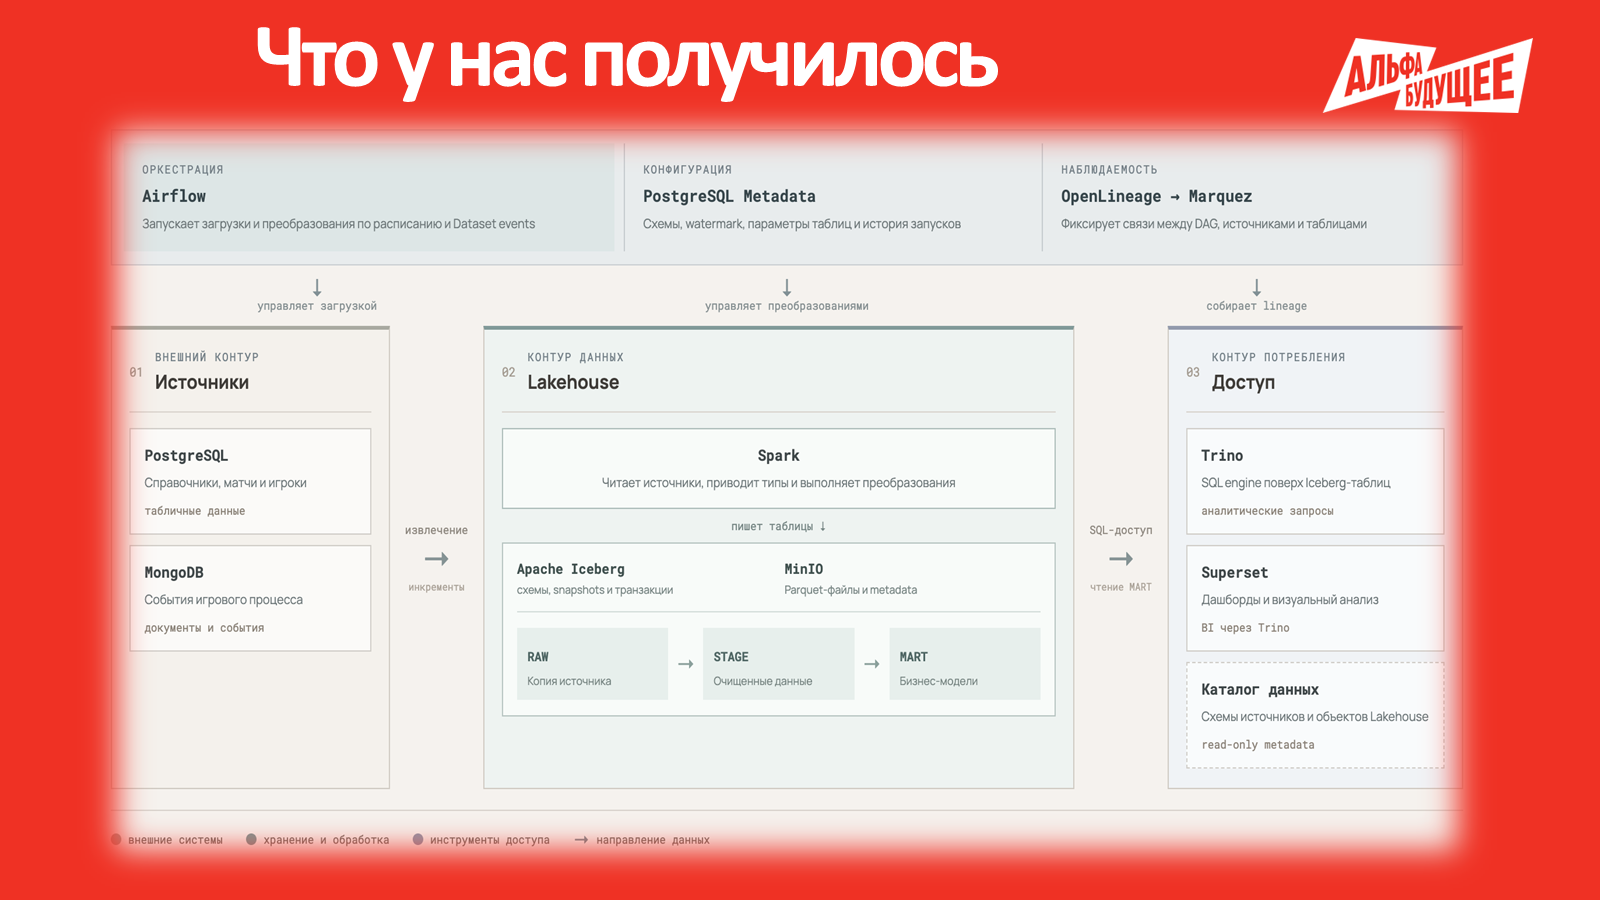 Что у нас получилось
АЛЬФА
БУДУЩЕЕ
ОРКЕСТРАЦИЯ
Airflow
Запускает загрузки и преобразования по расписанию и Dataset events
КОНФИГУРАЦИЯ
PostgreSQL Metadata
Схемы, watermark, параметры таблиц и история запусков
НАБЛЮДАЕМОСТЬ
OpenLineage → Marquez
Фиксирует связи между DAG, источниками и таблицами
↓
управляет загрузкой
↓
управляет преобразованиями
↓
собирает lineage
01
ВНЕШНИЙ КОНТУР
Источники
PostgreSQL
Справочники, матчи и игроки
табличные данные
MongoDB
События игрового процесса
документы и события
извлечение
→
инкременты
02
КОНТУР ДАННЫХ
Lakehouse
Spark
Читает источники, приводит типы и выполняет преобразования
пишет таблицы ↓
Apache Iceberg
схемы, snapshots и транзакции
MinIO
Parquet-файлы и metadata
RAW
Копия источника
→
STAGE
Очищенные данные
→
MART
Бизнес-модели
SQL-доступ
→
чтение MART
03
КОНТУР ПОТРЕБЛЕНИЯ
Доступ
Trino
SQL engine поверх Iceberg-таблиц
аналитические запросы
Superset
Дашборды и визуальный анализ
BI через Trino
Каталог данных
Схемы источников и объектов Lakehouse
read-only metadata
внешние системы
хранение и обработка
инструменты доступа
→ направление данных